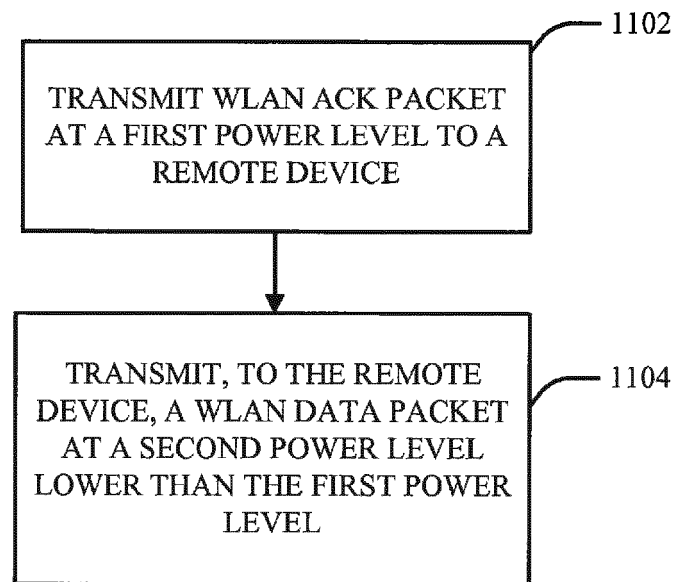 1102
TRANSMIT WLAN ACK PACKET
AT A FIRST POWER LEVEL TO A
REMOTE DEVICE
1104
TRANSMIT, TO THE REMOTE
DEVICE, A WLAN DATA PACKET
AT A SECOND POWER LEVEL
LOWER THAN THE FIRST POWER
LEVEL